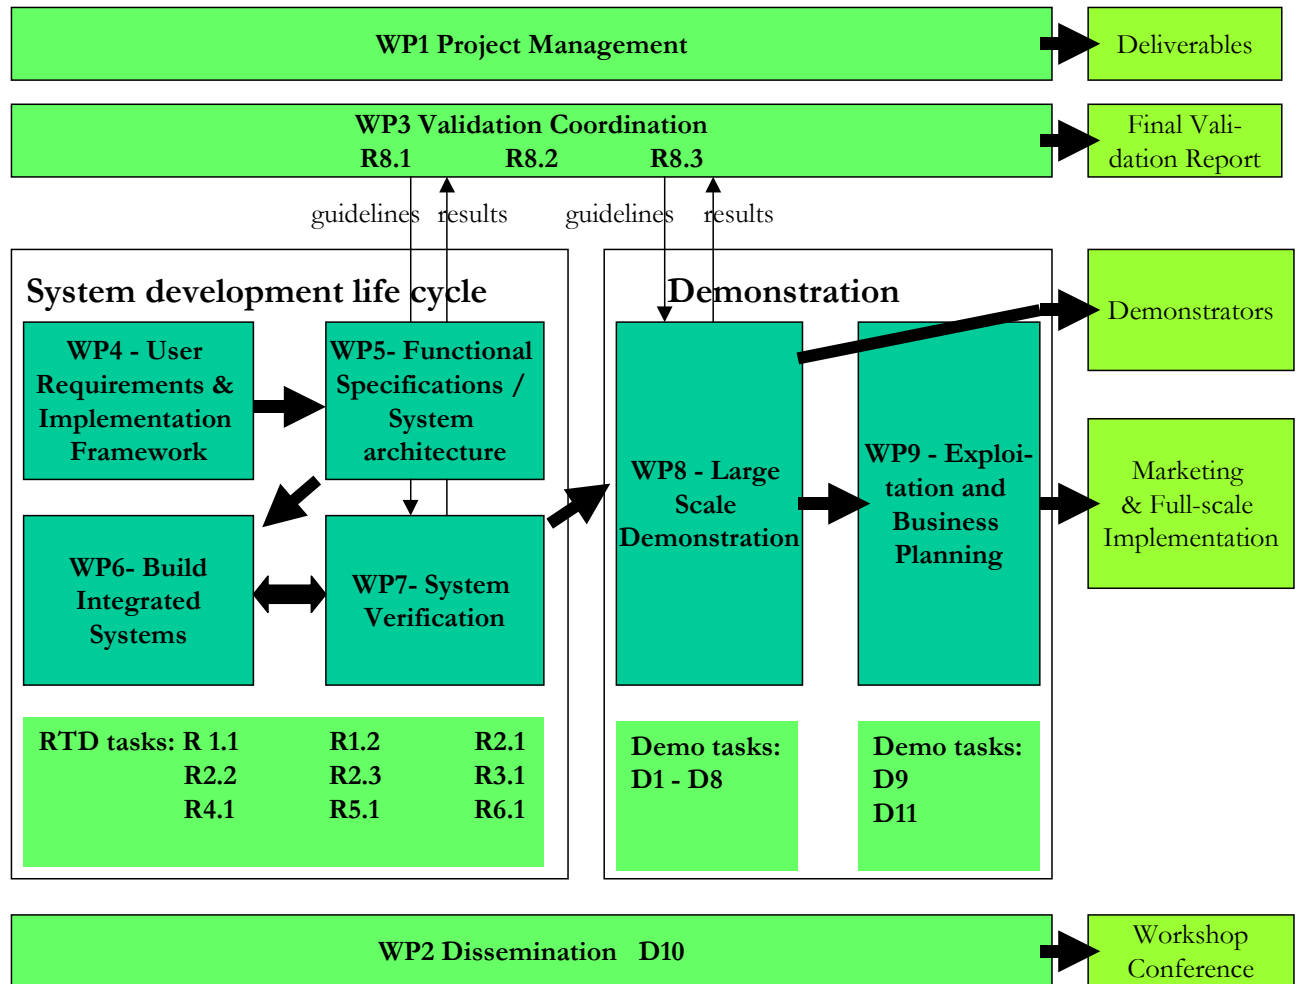 WP1 Project Management
Deliverables
WP3 Validation Coordination
R8.1 R8.2 R8.3
Final Vali-
dation Report
guidelines results guidelines results
System development life cycle
WP4 - User
Requirements &
Implementation
Framework
WP5- Functional
Specifications /
System
architecture
WP6- Build
Integrated
Systems
WP7- System
Verification
RTD tasks: R 1.1 R1.2 R2.1
R2.2 R2.3 R3.1
R4.1 R5.1 R6.1
Demonstration
WP8 - Large
Scale
Demonstration
WP9 - Exploi-
tation and
Business
Planning
Demo tasks:
D1 - D8
Demo tasks:
D9
D11
Demonstrators
Marketing
& Full-scale
Implementation
WP2 Dissemination D10
Workshop
Conference